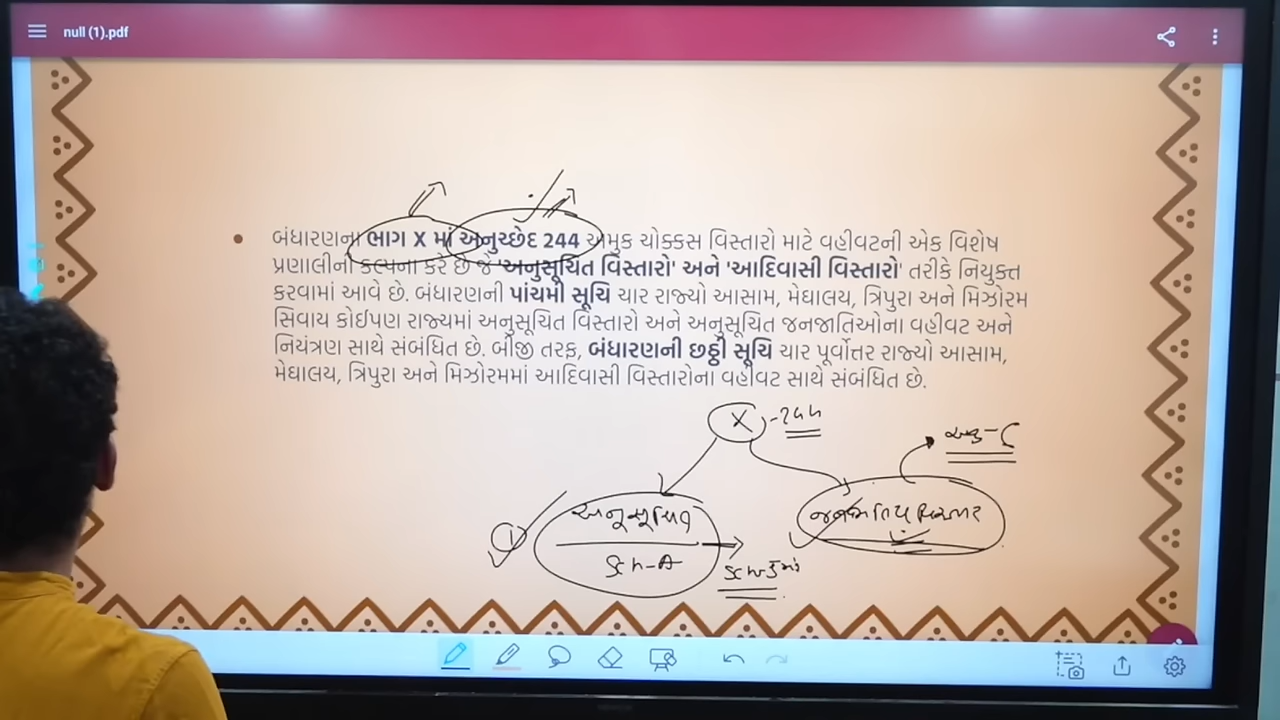 null (1).pdf
બંધારણના ભાગ X માં અનુચ્છેદ 244 અમુક ચોક્કસ વિસ્તારો માટે વહીવટની એક વિશેષ
પ્રણાલીની કલ્પના કરે છે જે 'અનુસૂચિત વિસ્તારો' અને 'આદિવાસી વિસ્તારો' તરીકે નિયુક્ત
કરવામાં આવે છે. બંધારણની પાંચમી સૂચિ ચાર રાજ્યો આસામ, મેઘાલય, ત્રિપુરા અને મિઝોરમ
સિવાય કોઈપણ રાજ્યમાં અનુસૂચિત વિસ્તારો અને અનુસૂચિત જનજાતિઓના વહીવટ અને
નિયંત્રણ સાથે સંબંધિત છે. બીજી તરફ, બંધારણની છઠ્ઠી સૂચિ ચાર પૂર્વોત્તર રાજ્યો આસામ,
મેઘાલય, ત્રિપુરા અને મિઝોરમમાં આદિવાસી વિસ્તારોના વહીવટ સાથે સંબંધિત છે.
X - 244
અનુસૂચિત
Sch-A
વિસ્તાર